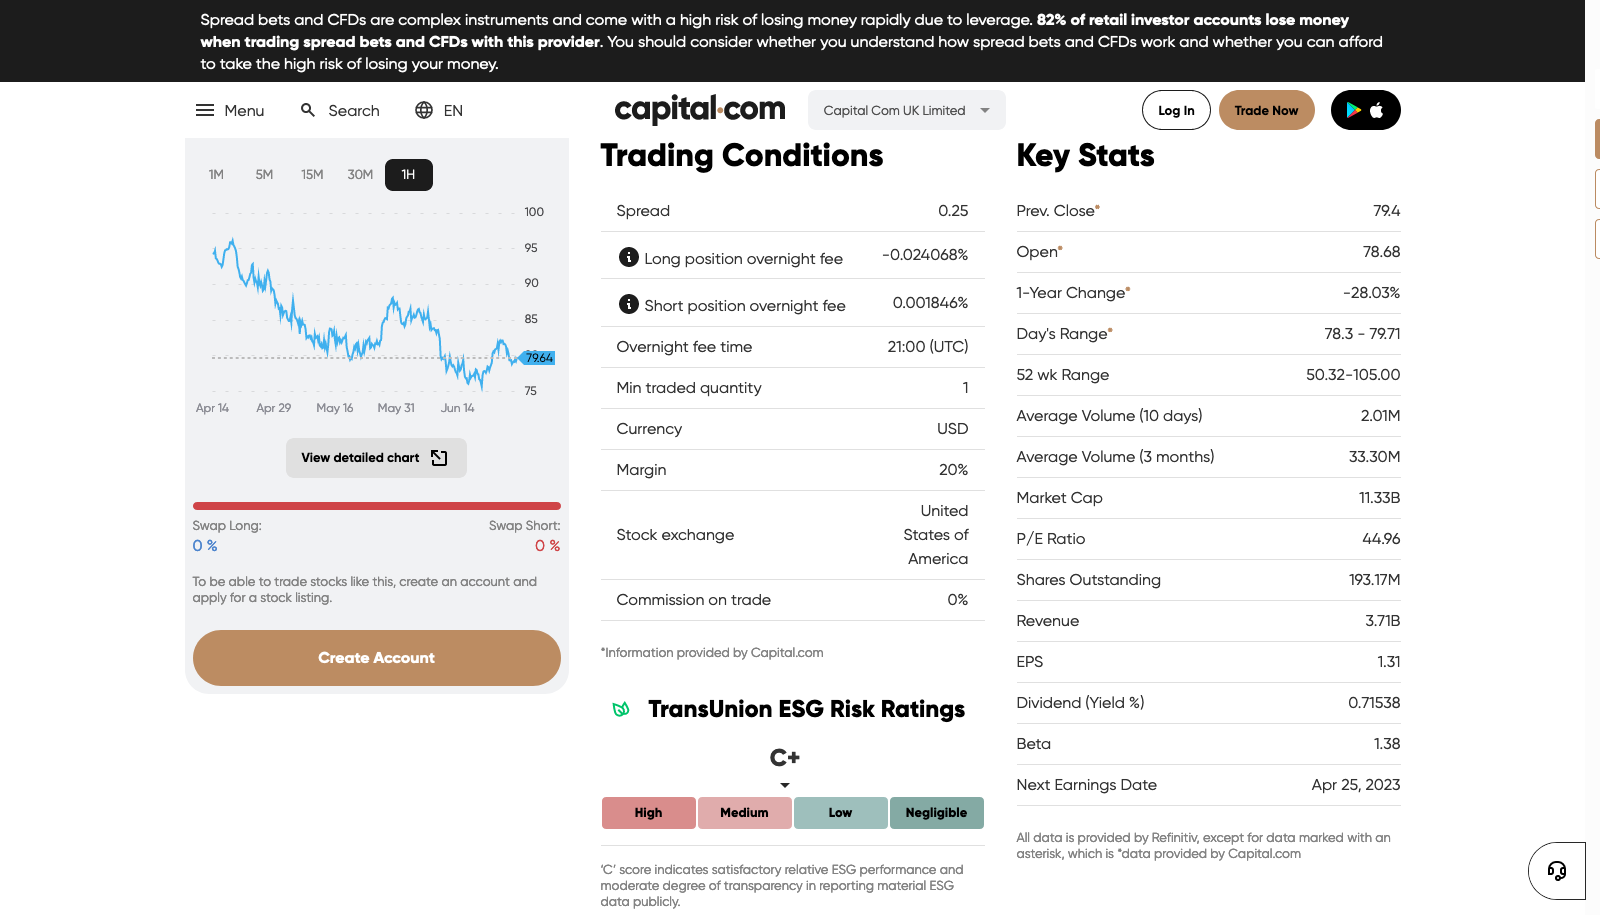 Spread bets and CFDs are complex instruments and come with a high risk of losing money rapidly due to leverage. 82% of retail investor accounts lose money
when trading spread bets and CFDs with this provider. You should consider whether you understand how spread bets and CFDs work and whether you can afford
to take the high risk of losing your money.
Menu
Search
EN
capital.com
Capital Com UK Limited
Log In
Trade Now
1M 5M 15M 30M 1H
100
95
90
85
79.64
75
Apr 14 Apr 29 May 16 May 31 Jun 14
View detailed chart
Swap Long: Swap Short:
0 % 0 %
To be able to trade stocks like this, create an account and
apply for a stock listing.
Create Account
Trading Conditions
Spread 0.25
Long position overnight fee -0.024068%
Short position overnight fee 0.001846%
Overnight fee time 21:00 (UTC)
Min traded quantity 1
Currency USD
Margin 20%
Stock exchange United
States of
America
Commission on trade 0%
*Information provided by Capital.com
TransUnion ESG Risk Ratings
C+
High Medium Low Negligible
‘C’ score indicates satisfactory relative ESG performance and
moderate degree of transparency in reporting material ESG
data publicly.
Key Stats
Prev. Close* 79.4
Open* 78.68
1-Year Change* -28.03%
Day's Range* 78.3 - 79.71
52 wk Range 50.32-105.00
Average Volume (10 days) 2.01M
Average Volume (3 months) 33.30M
Market Cap 11.33B
P/E Ratio 44.96
Shares Outstanding 193.17M
Revenue 3.71B
EPS 1.31
Dividend (Yield %) 0.71538
Beta 1.38
Next Earnings Date Apr 25, 2023
All data is provided by Refinitiv, except for data marked with an
asterisk, which is *data provided by Capital.com